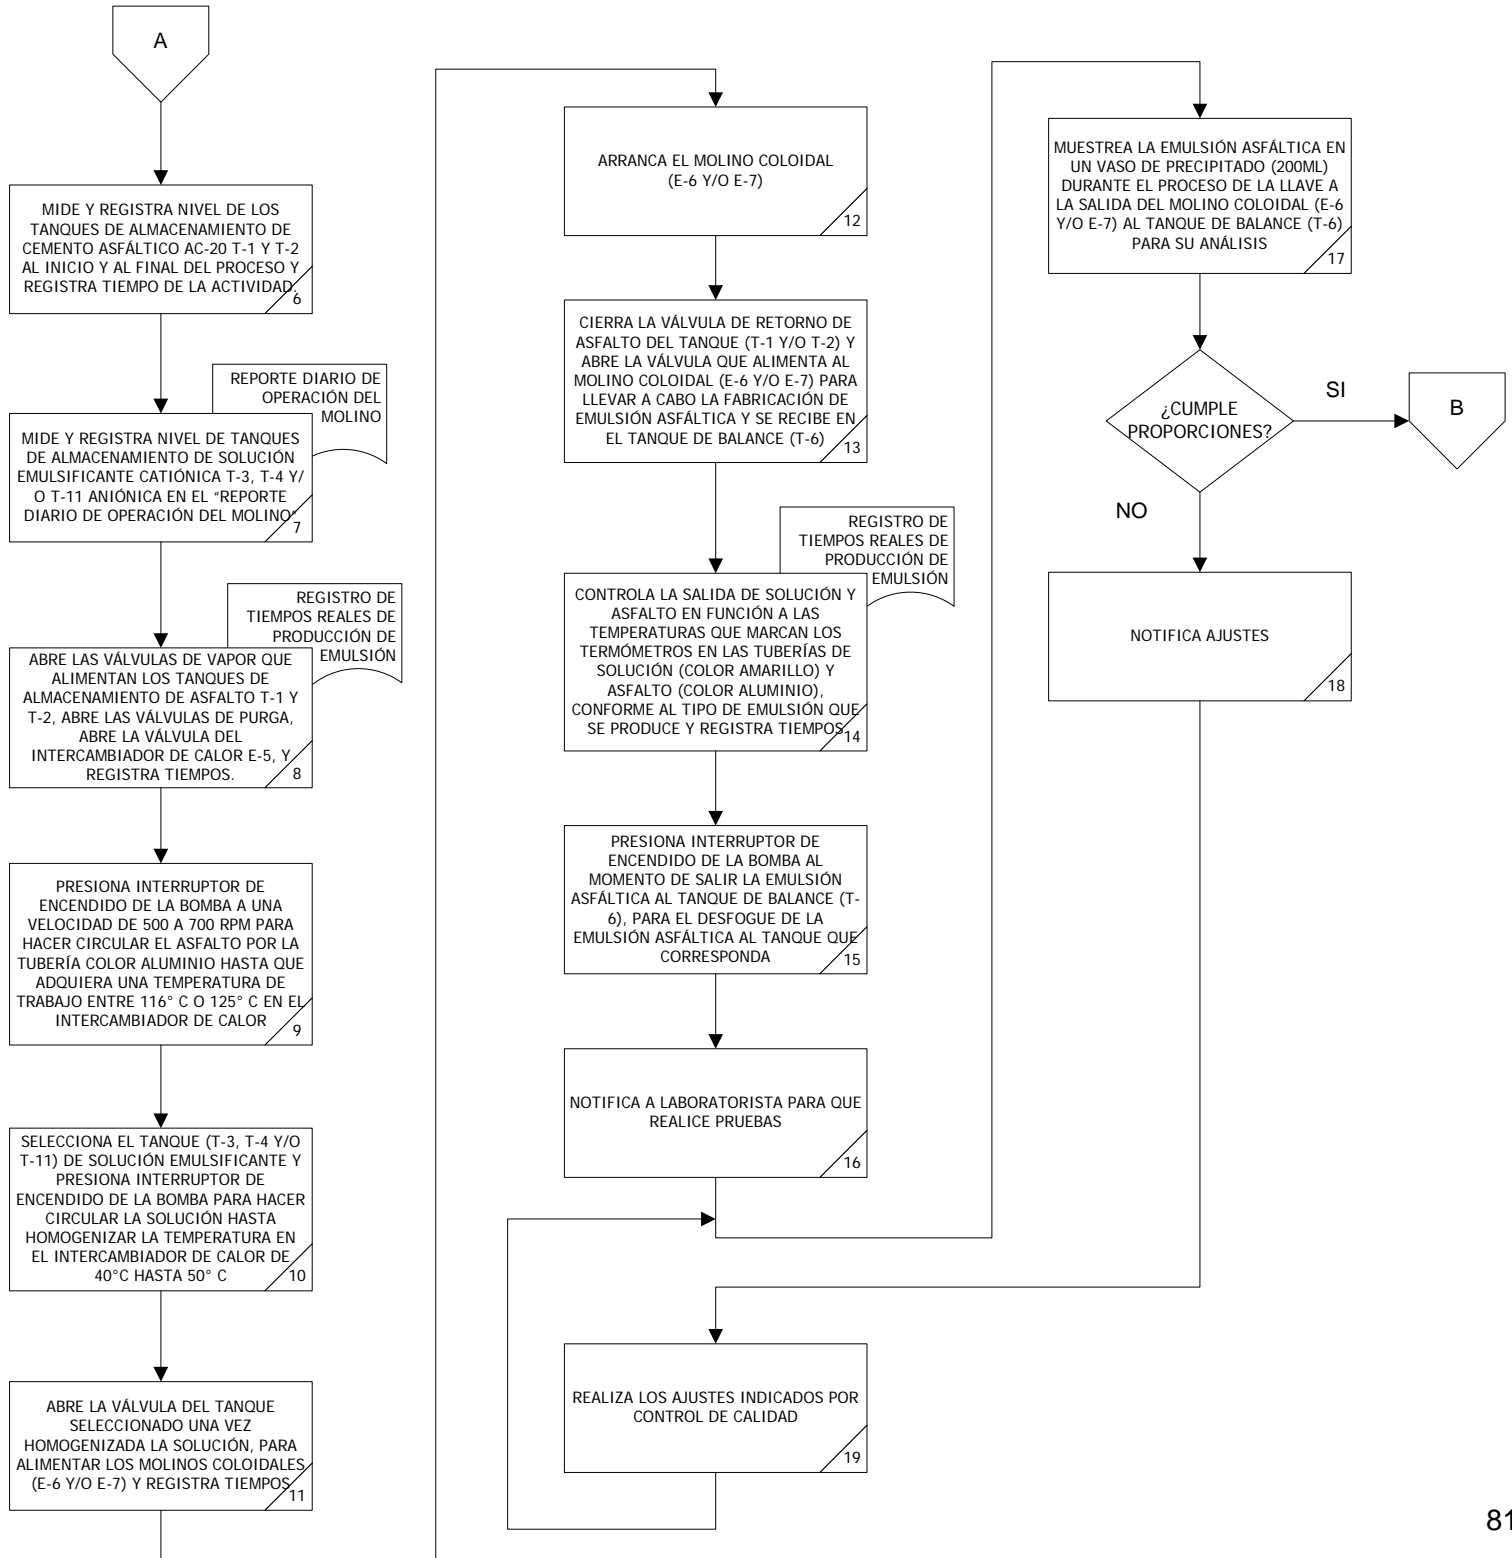 A
MIDE Y REGISTRA NIVEL DE LOS
TANQUES DE ALMACENAMIENTO DE
CEMENTO ASFÁLTICO AC-20 T-1 Y T-2
AL INICIO Y AL FINAL DEL PROCESO Y
REGISTRA TIEMPO DE LA ACTIVIDAD.
6
REPORTE DIARIO DE
OPERACIÓN DEL
MOLINO
MIDE Y REGISTRA NIVEL DE TANQUES
DE ALMACENAMIENTO DE SOLUCIÓN
EMULSIFICANTE CATIÓNICA T-3, T-4 Y/
O T-11 ANIÓNICA EN EL “REPORTE
DIARIO DE OPERACIÓN DEL MOLINO”
7
REGISTRO DE
TIEMPOS REALES DE
PRODUCCIÓN DE
EMULSIÓN
ABRE LAS VÁLVULAS DE VAPOR QUE
ALIMENTAN LOS TANQUES DE
ALMACENAMIENTO DE ASFALTO T-1 Y
T-2, ABRE LAS VÁLVULAS DE PURGA,
ABRE LA VÁLVULA DEL
INTERCAMBIADOR DE CALOR E-5, Y
REGISTRA TIEMPOS.
8
PRESIONA INTERRUPTOR DE
ENCENDIDO DE LA BOMBA A UNA
VELOCIDAD DE 500 A 700 RPM PARA
HACER CIRCULAR EL ASFALTO POR LA
TUBERÍA COLOR ALUMINIO HASTA QUE
ADQUIERA UNA TEMPERATURA DE
TRABAJO ENTRE 116° C O 125° C EN EL
INTERCAMBIADOR DE CALOR
9
SELECCIONA EL TANQUE (T-3, T-4 Y/O
T-11) DE SOLUCIÓN EMULSIFICANTE Y
PRESIONA INTERRUPTOR DE
ENCENDIDO DE LA BOMBA PARA HACER
CIRCULAR LA SOLUCIÓN HASTA
HOMOGENIZAR LA TEMPERATURA EN
EL INTERCAMBIADOR DE CALOR DE
40°C HASTA 50° C
10
ABRE LA VÁLVULA DEL TANQUE
SELECCIONADO UNA VEZ
HOMOGENIZADA LA SOLUCIÓN, PARA
ALIMENTAR LOS MOLINOS COLOIDALES
(E-6 Y/O E-7) Y REGISTRA TIEMPOS
11
ARRANCA EL MOLINO COLOIDAL
(E-6 Y/O E-7)
12
CIERRA LA VÁLVULA DE RETORNO DE
ASFALTO DEL TANQUE (T-1 Y/O T-2) Y
ABRE LA VÁLVULA QUE ALIMENTA AL
MOLINO COLOIDAL (E-6 Y/O E-7) PARA
LLEVAR A CABO LA FABRICACIÓN DE
EMULSIÓN ASFÁLTICA Y SE RECIBE EN
EL TANQUE DE BALANCE (T-6)
13
REGISTRO DE
TIEMPOS REALES DE
PRODUCCIÓN DE
EMULSIÓN
CONTROLA LA SALIDA DE SOLUCIÓN Y
ASFALTO EN FUNCIÓN A LAS
TEMPERATURAS QUE MARCAN LOS
TERMÓMETROS EN LAS TUBERÍAS DE
SOLUCIÓN (COLOR AMARILLO) Y
ASFALTO (COLOR ALUMINIO),
CONFORME AL TIPO DE EMULSIÓN QUE
SE PRODUCE Y REGISTRA TIEMPOS.
14
PRESIONA INTERRUPTOR DE
ENCENDIDO DE LA BOMBA AL
MOMENTO DE SALIR LA EMULSIÓN
ASFÁLTICA AL TANQUE DE BALANCE (T-
6), PARA EL DESFOGUE DE LA
EMULSIÓN ASFÁLTICA AL TANQUE QUE
CORRESPONDA
15
NOTIFICA A LABORATORISTA PARA QUE
REALICE PRUEBAS
16
REALIZA LOS AJUSTES INDICADOS POR
CONTROL DE CALIDAD
19
MUESTREA LA EMULSIÓN ASFÁLTICA EN
UN VASO DE PRECIPITADO (200ML)
DURANTE EL PROCESO DE LA LLAVE A
LA SALIDA DEL MOLINO COLOIDAL (E-6
Y/O E-7) AL TANQUE DE BALANCE (T-6)
PARA SU ANÁLISIS
17
¿CUMPLE
PROPORCIONES?
SI
B
NO
NOTIFICA AJUSTES
18
81